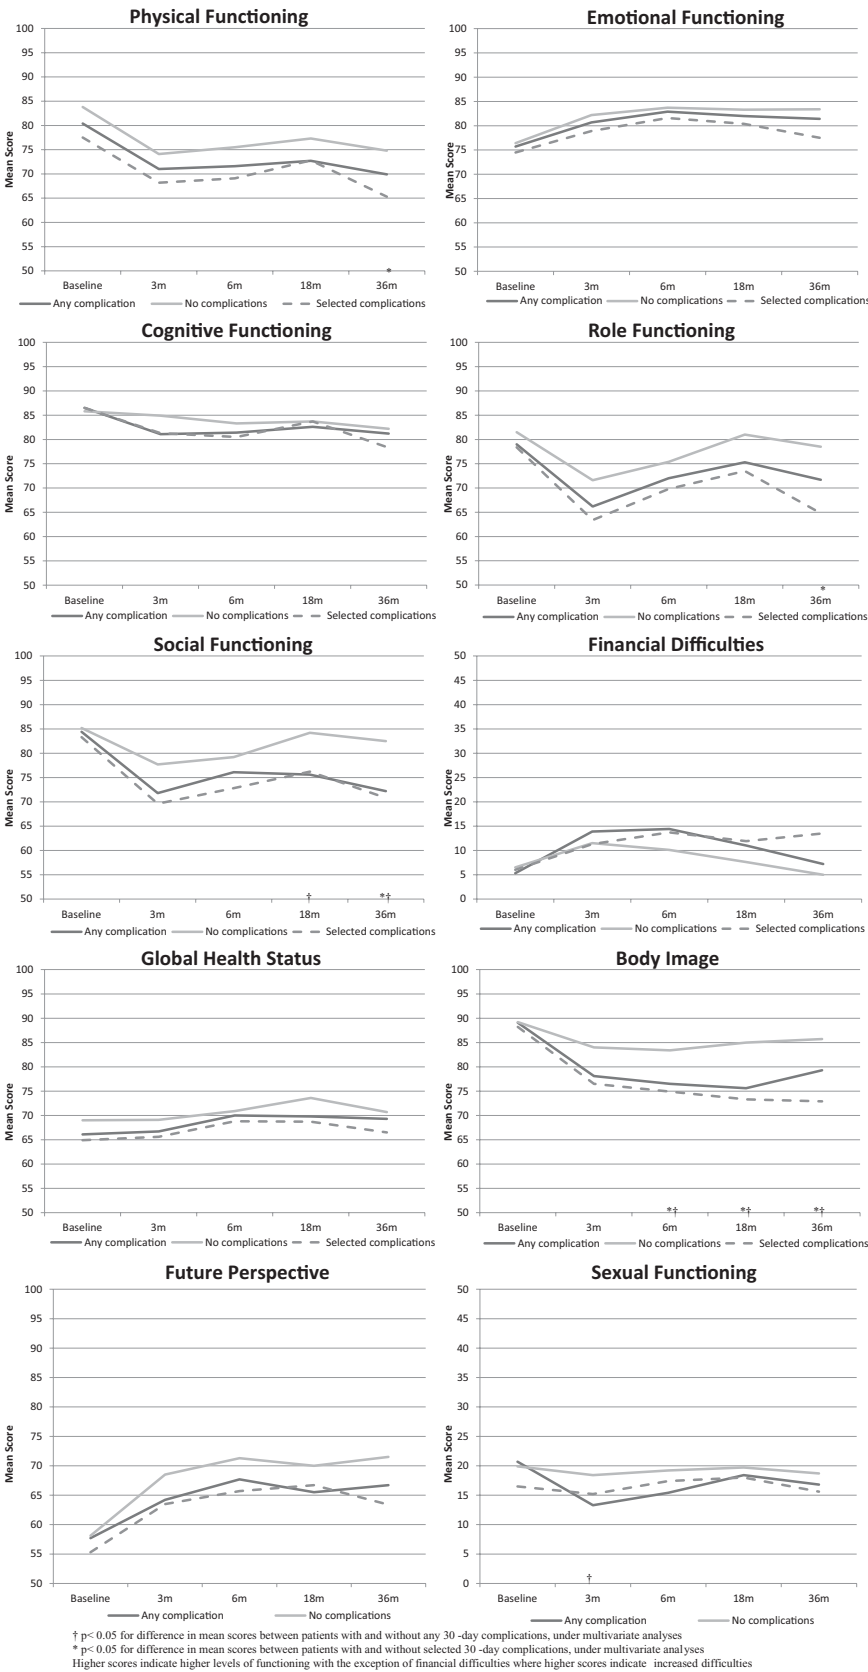 Physical Functioning
100
95
90
85
80
75
70
65
60
55
50
Mean Score
*
Baseline 3m 6m 18m 36m
Any complication No complications Selected complications
Emotional Functioning
100
95
90
85
80
75
70
65
60
55
50
Mean Score
Baseline 3m 6m 18m 36m
Any complication No complications Selected complications
Cognitive Functioning
100
95
90
85
80
75
70
65
60
55
50
Mean Score
Baseline 3m 6m 18m 36m
Any complication No complications Selected complications
Role Functioning
100
95
90
85
80
75
70
65
60
55
50
Mean Score
*
Baseline 3m 6m 18m 36m
Any complication No complications Selected complications
Social Functioning
100
95
90
85
80
75
70
65
60
55
50
Mean Score
† *†
Baseline 3m 6m 18m 36m
Any complication No complications Selected complications
Financial Difficulties
50
45
40
35
30
25
20
15
10
5
0
Mean Score
Baseline 3m 6m 18m 36m
Any complication No complications Selected complications
Global Health Status
100
95
90
85
80
75
70
65
60
55
50
Mean Score
Baseline 3m 6m 18m 36m
Any complication No complications Selected complications
Body Image
100
95
90
85
80
75
70
65
60
55
50
Mean Score
*† *† *†
Baseline 3m 6m 18m 36m
Any complication No complications Selected complications
Future Perspective
100
95
90
85
80
75
70
65
60
55
50
Mean Score
Baseline 3m 6m 18m 36m
Any complication No complications
Sexual Functioning
50
45
40
35
30
25
20
15
10
5
0
Mean Score
†
Baseline 3m 6m 18m 36m
Any complication No complications
† p< 0.05 for difference in mean scores between patients with and without any 30 -day complications, under multivariate analyses
* p< 0.05 for difference in mean scores between patients with and without selected 30 -day complications, under multivariate analyses
Higher scores indicate higher levels of functioning with the exception of financial difficulties where higher scores indicate increased difficulties